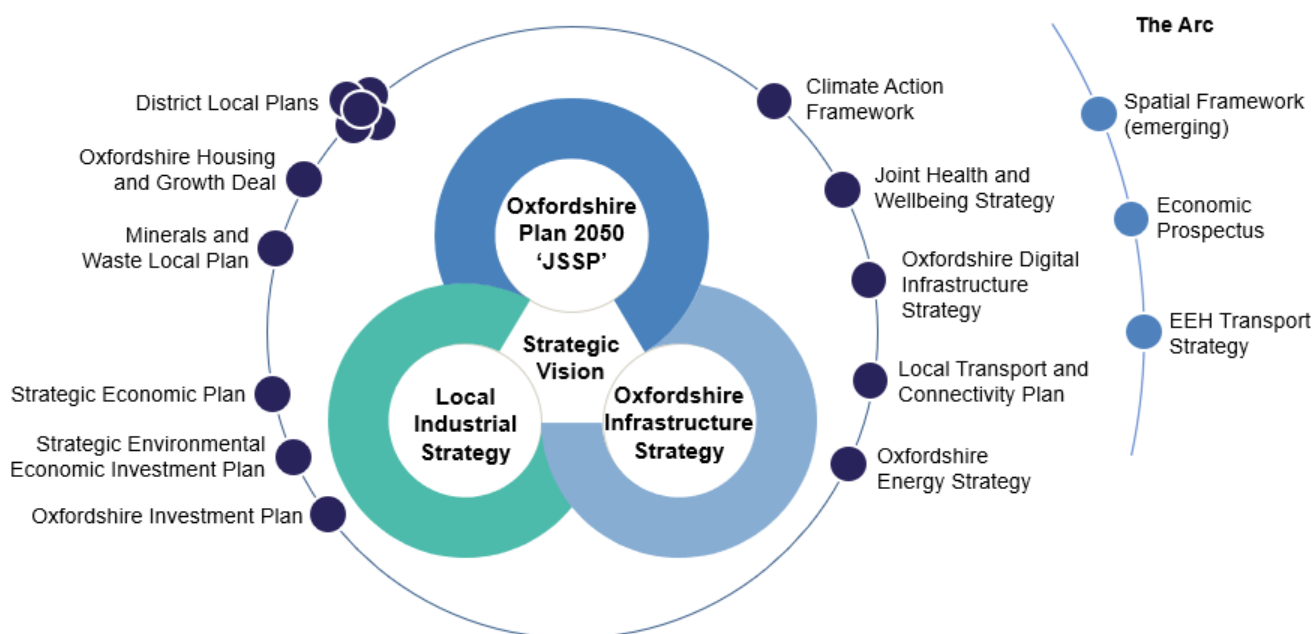 The Arc
District Local Plans
Oxfordshire Housing
and Growth Deal
Minerals and
Waste Local Plan
Strategic Economic Plan
Strategic Environmental
Economic Investment Plan
Oxfordshire Investment Plan
Oxfordshire
Plan 2050
‘JSSP’
Strategic
Vision
Local
Industrial
Strategy
Oxfordshire
Infrastructure
Strategy
Climate Action
Framework
Joint Health and
Wellbeing Strategy
Oxfordshire Digital
Infrastructure
Strategy
Local Transport and
Connectivity Plan
Oxfordshire
Energy Strategy
Spatial Framework
(emerging)
Economic
Prospectus
EEH Transport
Strategy